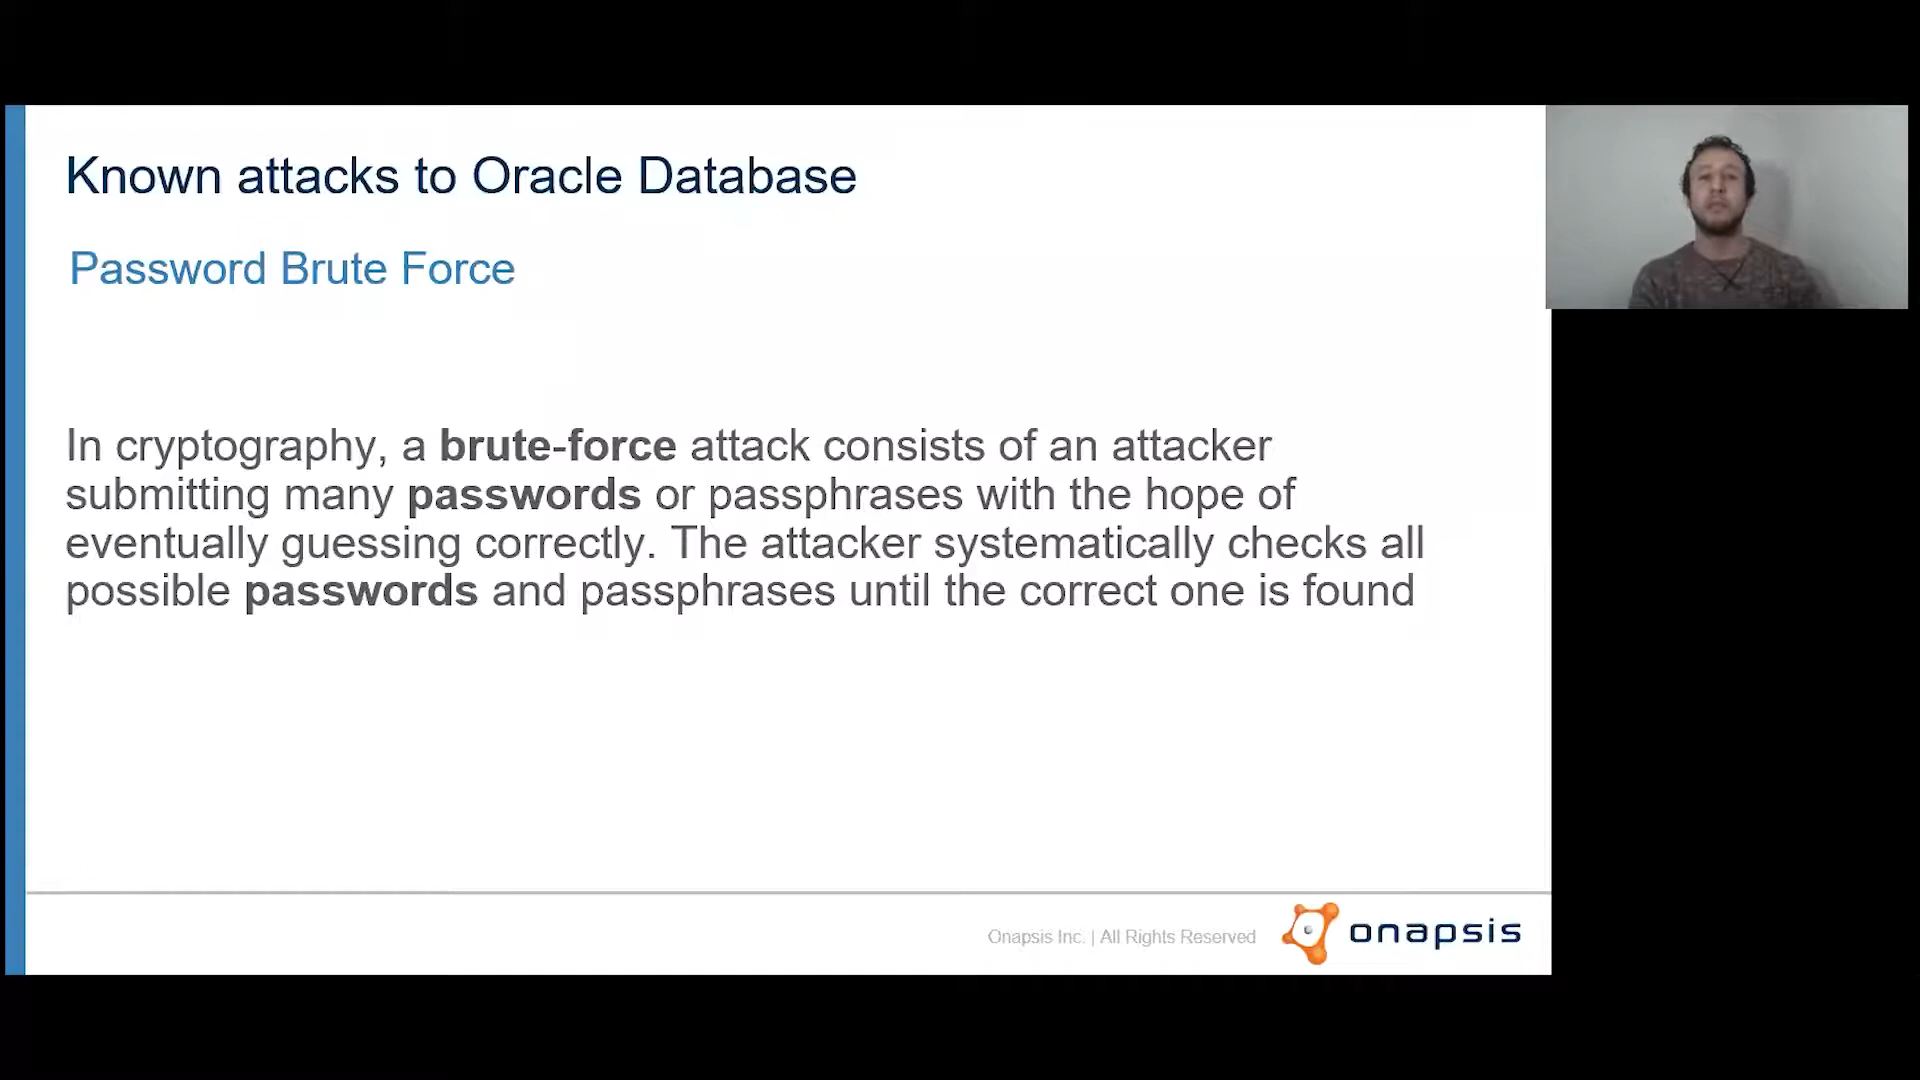 Known attacks to Oracle Database
Password Brute Force
In cryptography, a brute-force attack consists of an attacker
submitting many passwords or passphrases with the hope of
eventually guessing correctly. The attacker systematically checks all
possible passwords and passphrases until the correct one is found
Onapsis Inc. | All Rights Reserved
onapsis